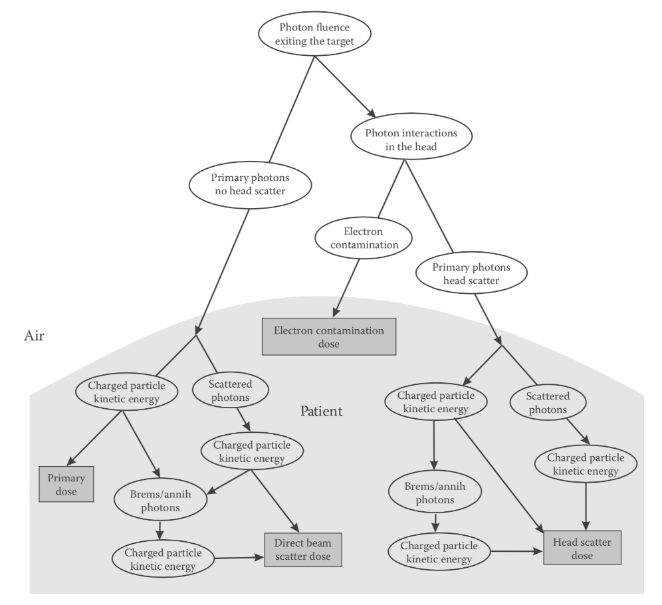 Photon fluence
exiting the target
Photon interactions
in the head
Primary photons
no head scatter
Electron
contamination
Primary photons
head scatter
Air
Electron contamination
dose
Charged particle
kinetic energy
Scattered
photons
Patient
Charged particle
kinetic energy
Scattered
photons
Charged particle
kinetic energy
Charged particle
kinetic energy
Primary
dose
Brems/annih
photons
Brems/annih
photons
Charged particle
kinetic energy
Direct beam
scatter dose
Charged particle
kinetic energy
Head scatter
dose